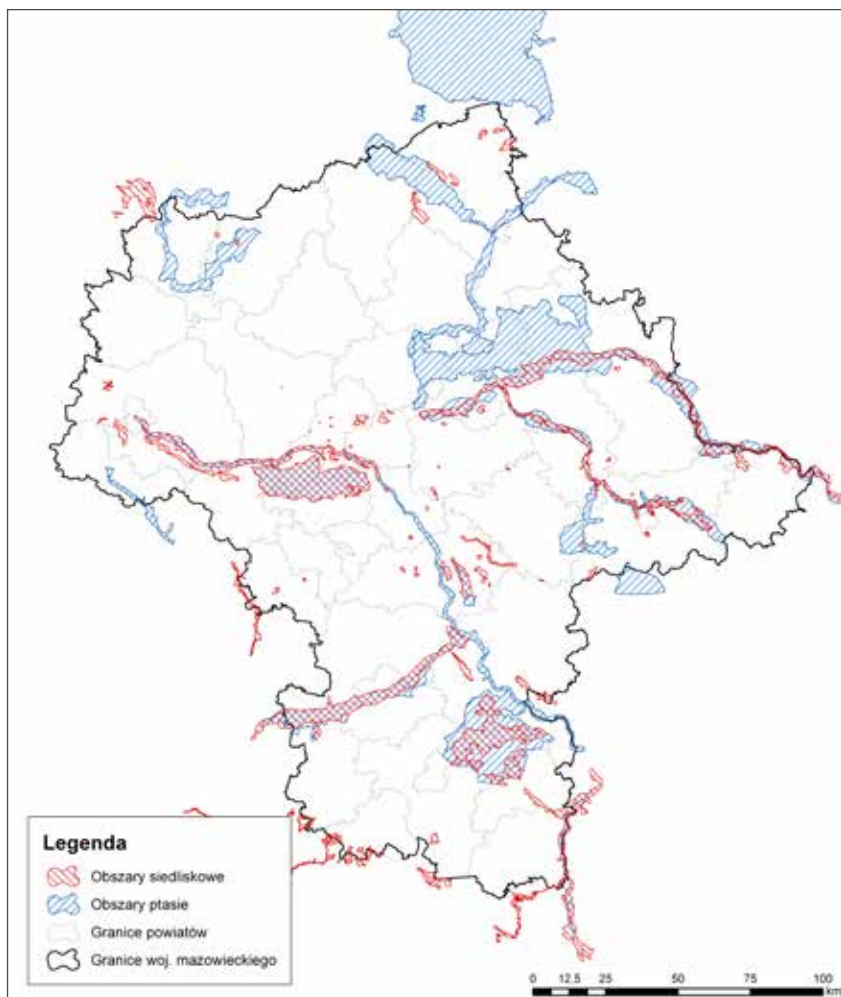 Legenda
Obszary siedliskowe
Obszary ptasie
Granice powiatów
Granice woj. mazowieckiego
0 12,5 25 50 75 100
km